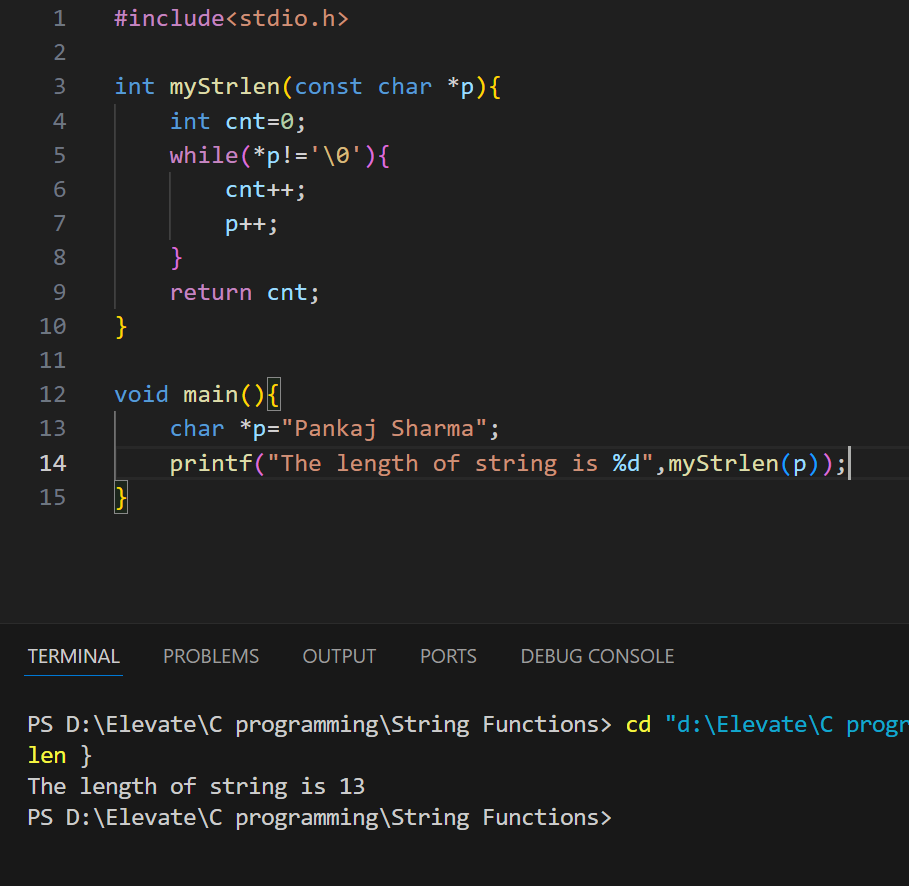 1 #include<stdio.h>
2
3 int myStrlen(const char *p){
4     int cnt=0;
5     while(*p!='\0'){
6         cnt++;
7         p++;
8     }
9     return cnt;
10 }
11
12 void main(){
13     char *p="Pankaj Sharma";
14     printf("The length of string is %d",myStrlen(p));
15 }
TERMINAL PROBLEMS OUTPUT PORTS DEBUG CONSOLE
PS D:\Elevate\C programming\String Functions> cd "d:\Elevate\C progr
len }
The length of string is 13
PS D:\Elevate\C programming\String Functions>